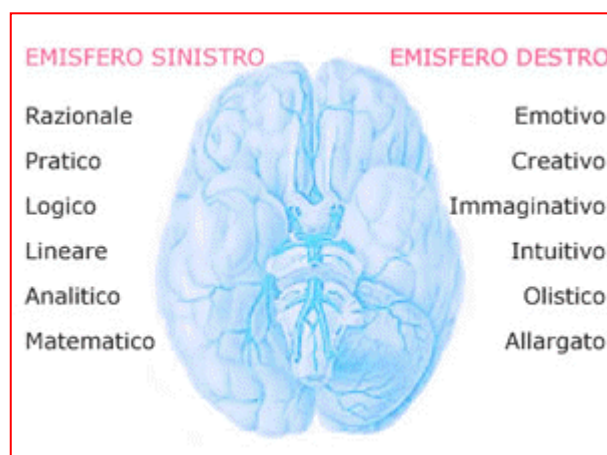 EMISFERO SINISTRO
EMISFERO DESTRO
Razionale
Emotivo
Pratico
Creativo
Logico
Immaginativo
Lineare
Intuitivo
Analitico
Olistico
Matematico
Allargato